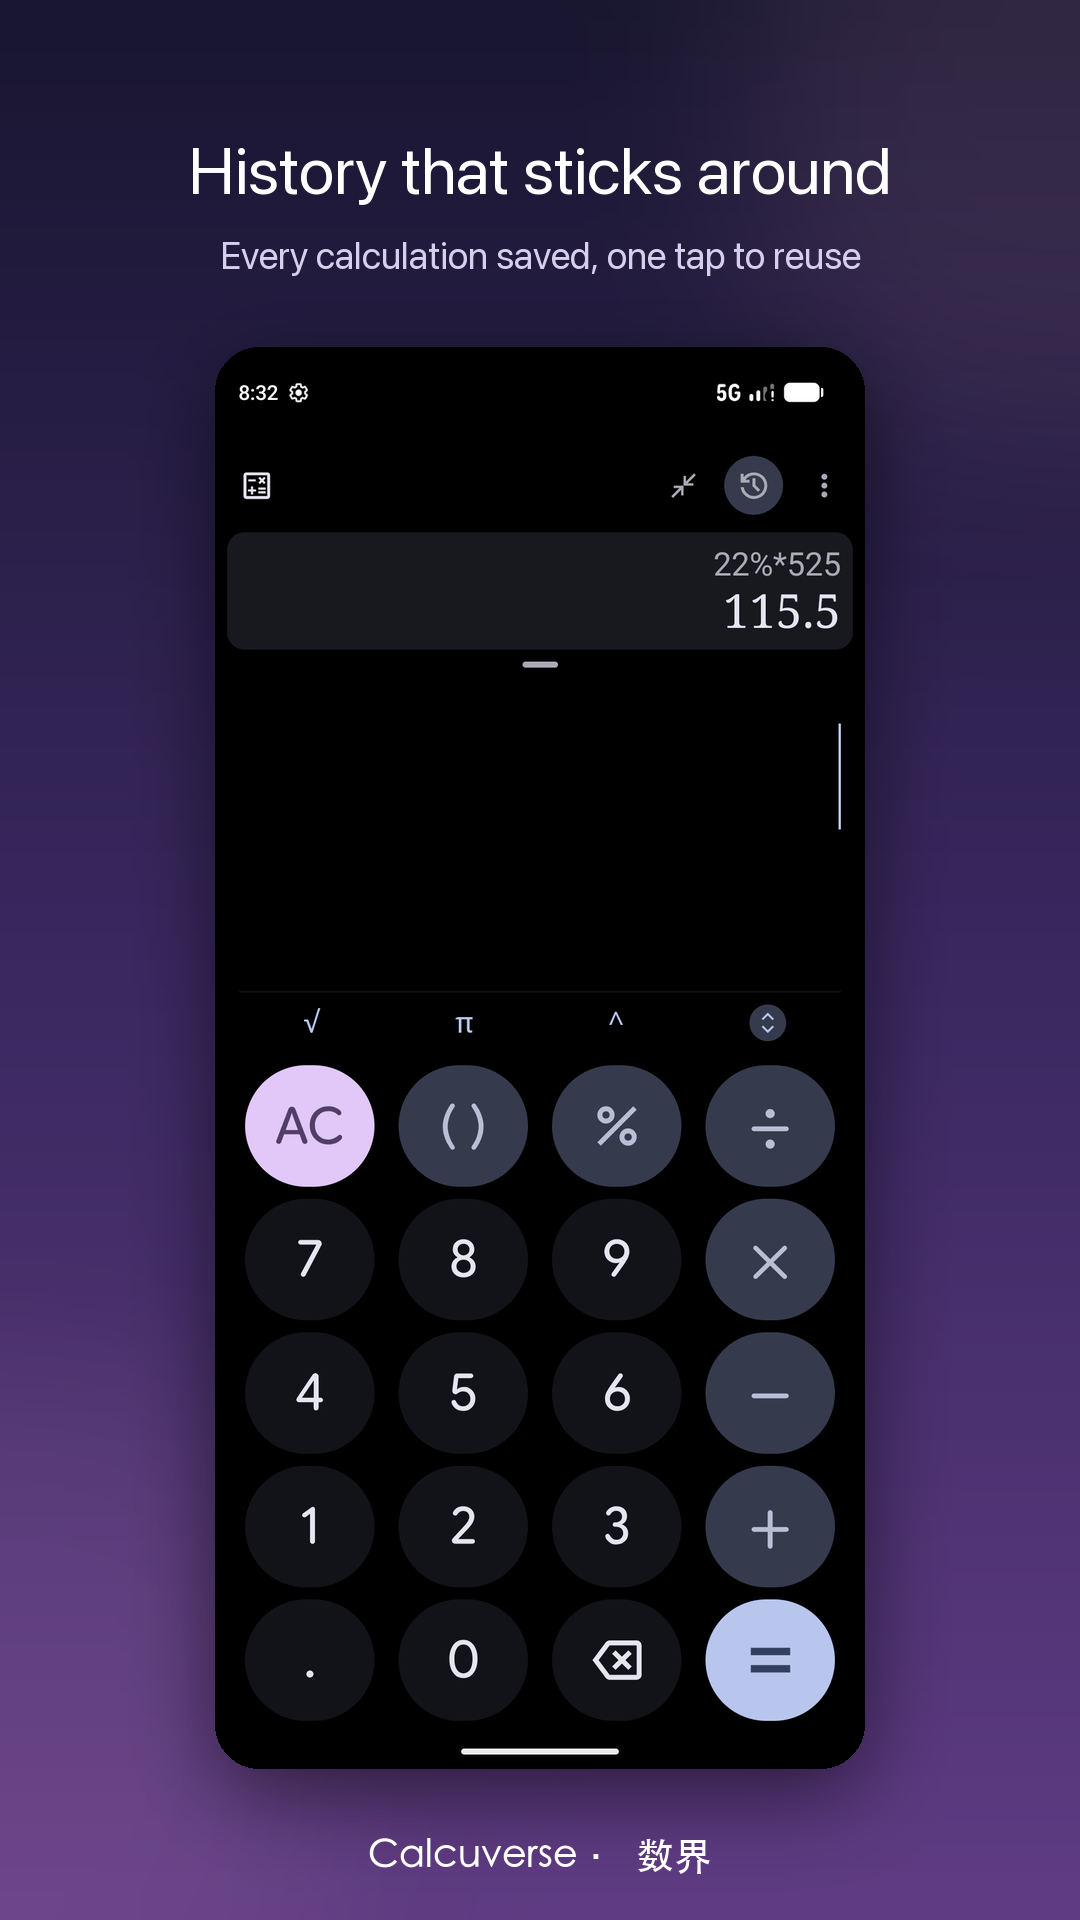 History that sticks around
Every calculation saved, one tap to reuse
8:32 5G
22%*525
115.5
√ π ^
AC ( ) % ÷
7 8 9 ×
4 5 6 −
1 2 3 +
. 0 =
Calcuverse · 数界